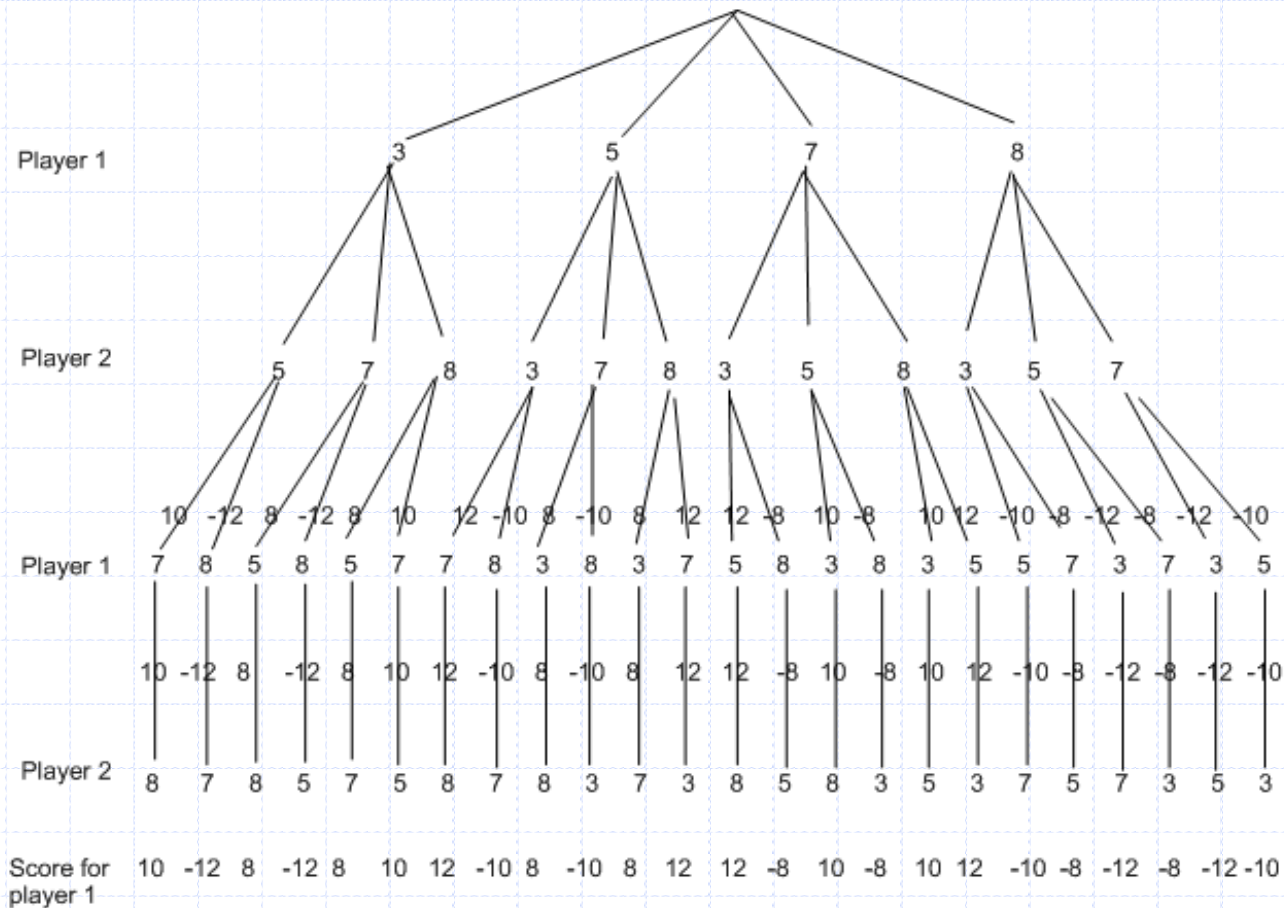 Player 1 3 5 7 8
Player 2 5 7 8 3 7 8 3 5 8 3 5 7
10 -12 8 -12 8 10 12 -10 8 -10 8 12 12 -8 10 -8 10 12 -10 -8 -12 -8 -12 -10
Player 1 7 8 5 8 5 7 7 8 3 8 3 7 5 8 3 8 3 5 5 7 3 7 3 5
10 -12 8 -12 8 10 12 -10 8 -10 8 12 12 -8 10 -8 10 12 -10 -8 -12 -8 -12 -10
Player 2 8 7 8 5 7 5 8 7 8 3 7 3 8 5 8 3 5 3 7 5 7 3 5 3
Score for 10 -12 8 -12 8 10 12 -10 8 -10 8 12 12 -8 10 -8 10 12 -10 -8 -12 -8 -12 -10
player 1